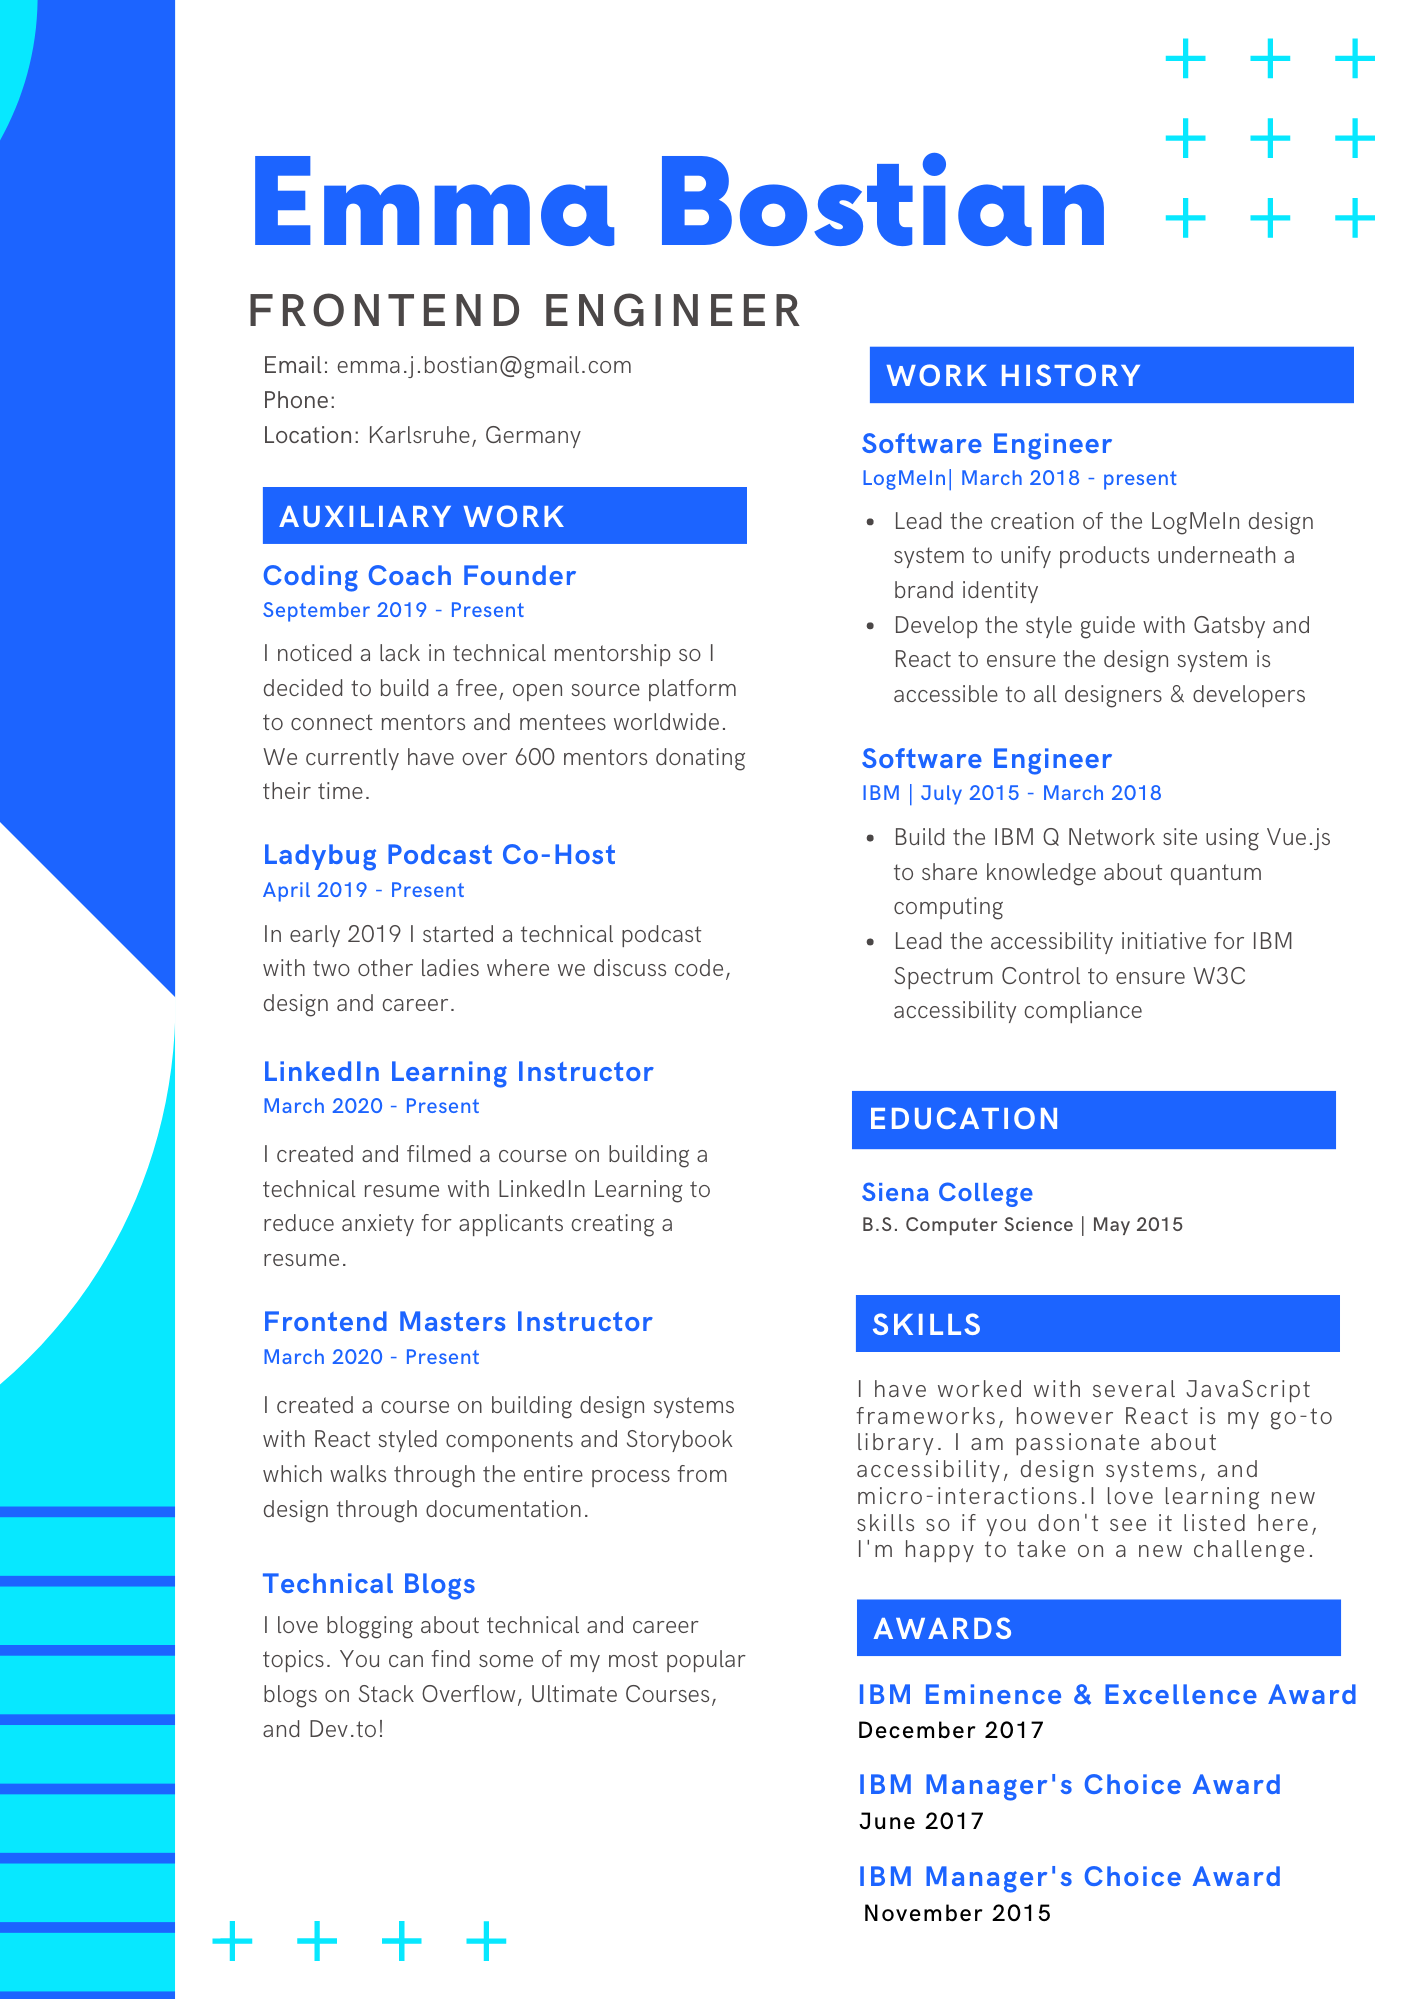 Emma Bostian
FRONTEND ENGINEER
Email: emma.j.bostian@gmail.com
Phone:
Location: Karlsruhe, Germany
AUXILIARY WORK
Coding Coach Founder
September 2019 - Present
I noticed a lack in technical mentorship so I
decided to build a free, open source platform
to connect mentors and mentees worldwide.
We currently have over 600 mentors donating
their time.
Ladybug Podcast Co-Host
April 2019 - Present
In early 2019 I started a technical podcast
with two other ladies where we discuss code,
design and career.
LinkedIn Learning Instructor
March 2020 - Present
I created and filmed a course on building a
technical resume with LinkedIn Learning to
reduce anxiety for applicants creating a
resume.
Frontend Masters Instructor
March 2020 - Present
I created a course on building design systems
with React styled components and Storybook
which walks through the entire process from
design through documentation.
Technical Blogs
I love blogging about technical and career
topics. You can find some of my most popular
blogs on Stack Overflow, Ultimate Courses,
and Dev.to!
WORK HISTORY
Software Engineer
LogMeIn| March 2018 - present
• Lead the creation of the LogMeIn design
system to unify products underneath a
brand identity
• Develop the style guide with Gatsby and
React to ensure the design system is
accessible to all designers & developers
Software Engineer
IBM | July 2015 - March 2018
• Build the IBM Q Network site using Vue.js
to share knowledge about quantum
computing
• Lead the accessibility initiative for IBM
Spectrum Control to ensure W3C
accessibility compliance
EDUCATION
Siena College
B.S. Computer Science | May 2015
SKILLS
I have worked with several JavaScript
frameworks, however React is my go-to
library. I am passionate about
accessibility, design systems, and
micro-interactions.I love learning new
skills so if you don't see it listed here,
I'm happy to take on a new challenge.
AWARDS
IBM Eminence & Excellence Award
December 2017
IBM Manager's Choice Award
June 2017
IBM Manager's Choice Award
November 2015